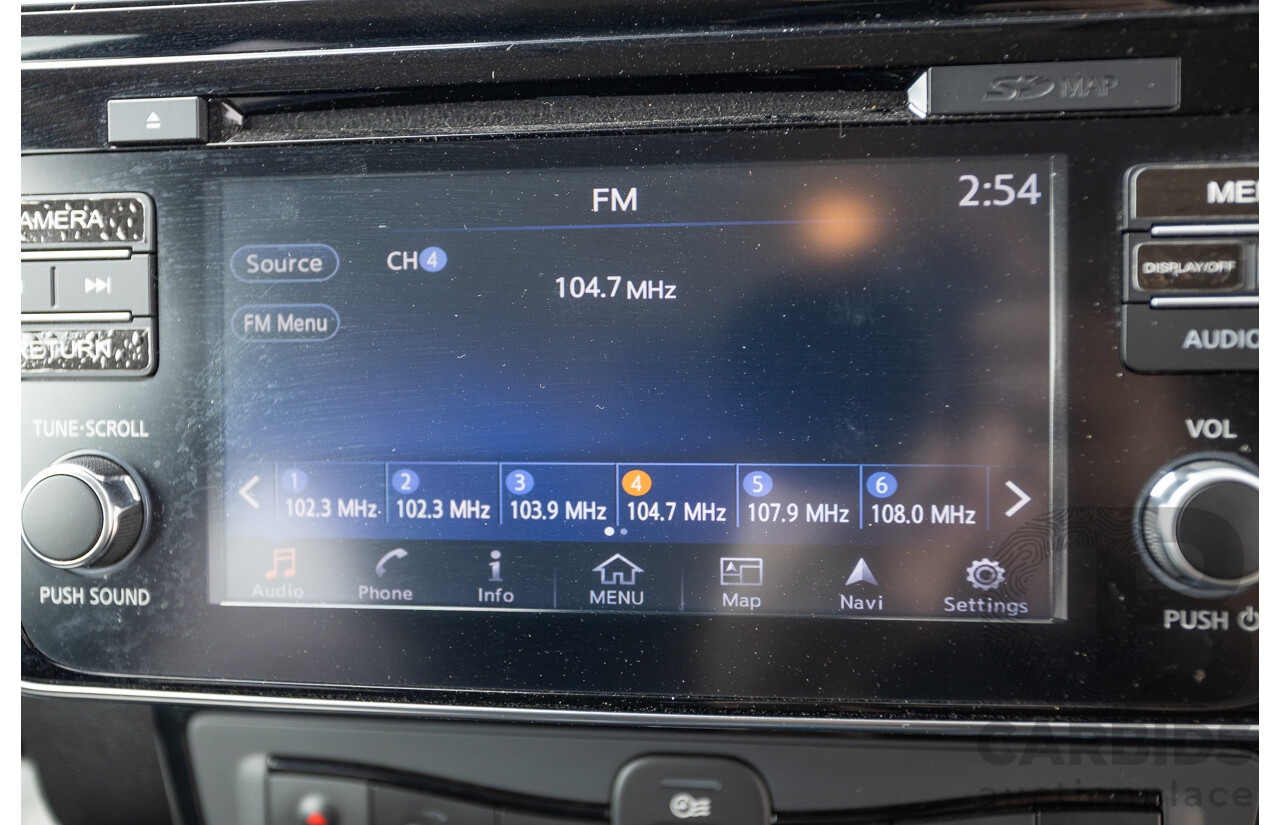 SD MAP
FM
2:54
AMERA
ME
Source
CH 4
104.7 MHz
DISPLAY/OFF
FM Menu
RETURN
AUDIO
TUNE·SCROLL
VOL
1 2 3 4 5 6
102.3 MHz 102.3 MHz 103.9 MHz 104.7 MHz 107.9 MHz 108.0 MHz
Audio Phone Info MENU Map Navi Settings
PUSH SOUND
PUSH
CARBIDS
auction place